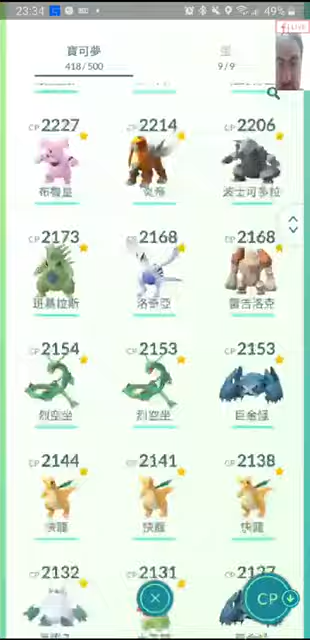 23:34
49%
LIVE
寶可夢
蛋
418/500
9/9
CP2227 CP2214 CP2206
布魯皇 炎帝 波士可多拉
CP2173 CP2168 CP2168
班基拉斯 洛奇亞 雷吉洛克
CP2154 CP2153 CP2153
烈空坐 烈空坐 巨金怪
CP2144 CP2141 CP2138
快龍 快龍 快龍
CP2132 CP2131
CP